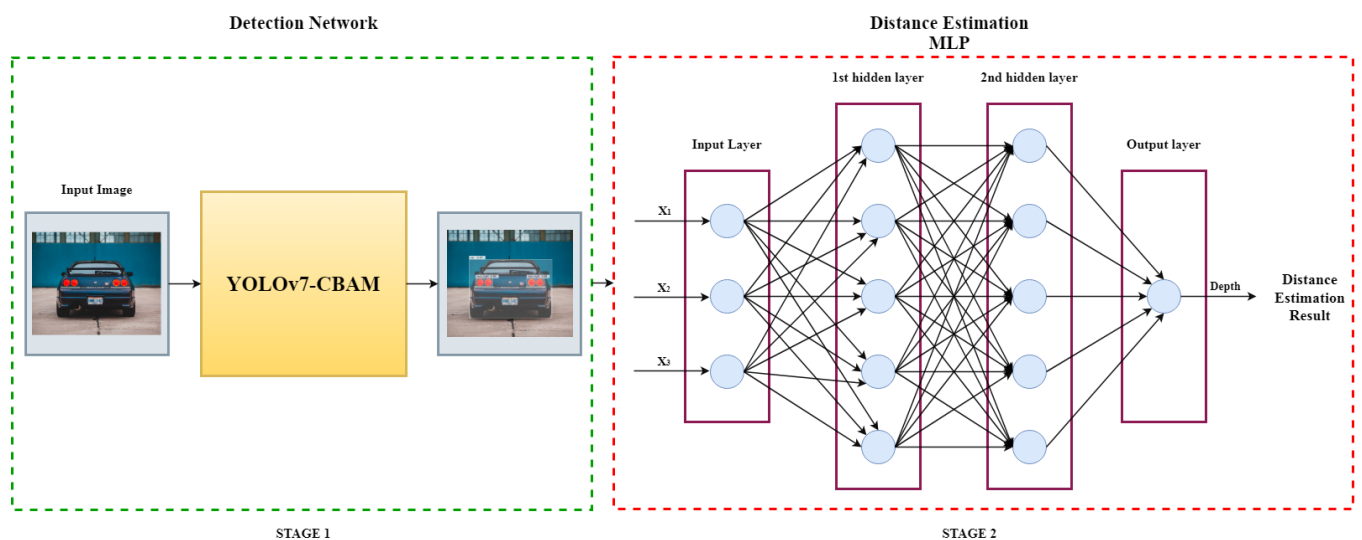 Detection Network
Distance Estimation
MLP
1st hidden layer
2nd hidden layer
Input Layer
Output layer
Input Image
YOLOv7-CBAM
X1
X2
X3
Depth
Distance
Estimation
Result
STAGE 1
STAGE 2